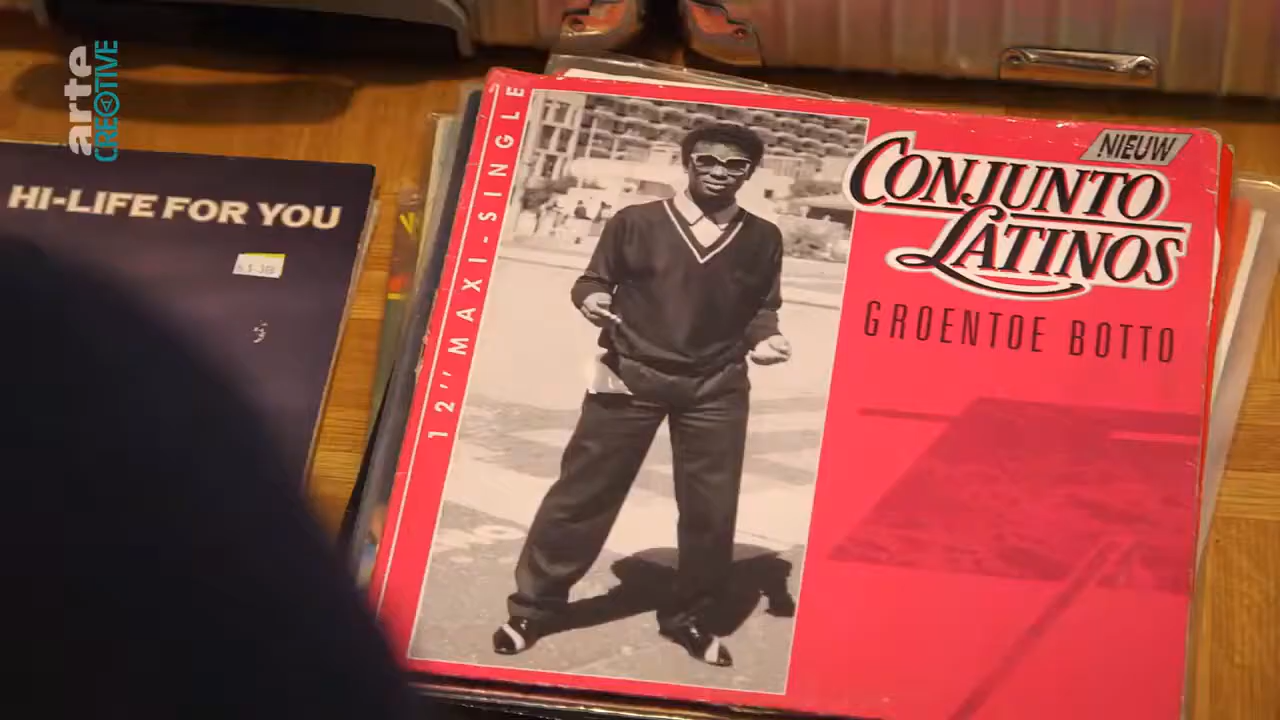 arte
CREATIVE
HI-LIFE FOR YOU
12'' MAXI-SINGLE
NIEUW
CONJUNTO
LATINOS
GROENTOE BOTTO